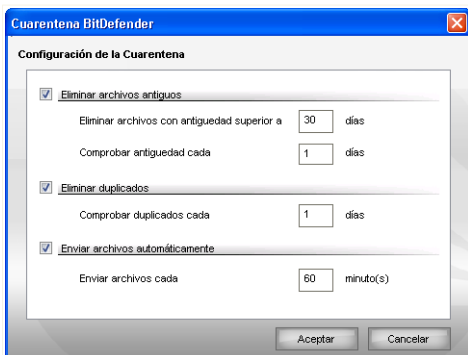 Cuarentena BitDefender
Configuración de la Cuarentena
Eliminar archivos antiguos
Eliminar archivos con antiguedad superior a 30 días
Comprobar antiguedad cada 1 días
Eliminar duplicados
Comprobar duplicados cada 1 días
Enviar archivos automáticamente
Enviar archivos cada 60 minuto(s)
Aceptar Cancelar